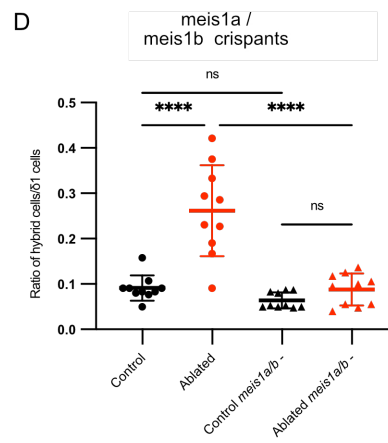 D
meis1a /
meis1b crispants
ns
**** ****
ns
Ratio of hybrid cells/δ1 cells
0.5
0.4
0.3
0.2
0.1
0.0
Control
Ablated
Control meis1a/b -
Ablated meis1a/b -